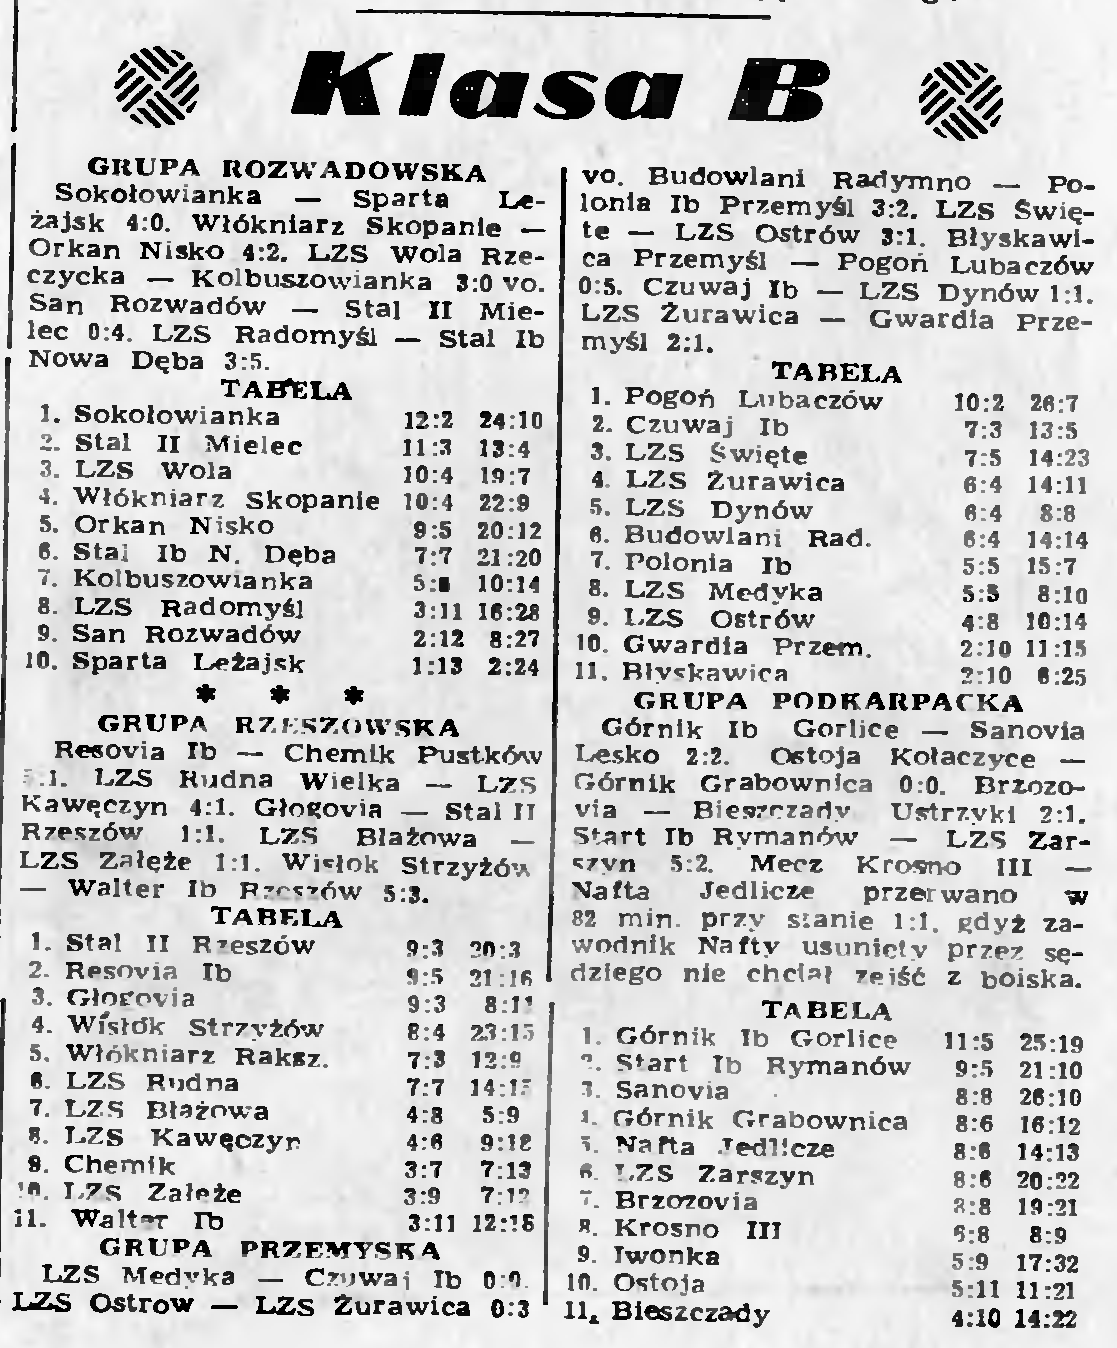 Klasa B
GRUPA ROZWADOWSKA
Sokołowianka — Sparta Le-
żajsk 4:0. Włókniarz Skopanie —
Orkan Nisko 4:2. LZS Wola Rze-
czycka — Kolbuszowianka 3:0 vo.
San Rozwadów — Stal II Mie-
lec 0:4. LZS Radomyśl — Stal Ib
Nowa Dęba 3:5.
TABELA
1. Sokołowianka 12:2 24:10
2. Stal II Mielec 11:3 13:4
3. LZS Wola 10:4 19:7
4. Włókniarz Skopanie 10:4 22:9
5. Orkan Nisko 9:5 20:12
6. Stal Ib N. Dęba 7:7 21:20
7. Kolbuszowianka 10:14
8. LZS Radomyśl 3:11 16:28
9. San Rozwadów 2:12 8:27
10. Sparta Leżajsk 1:13 2:24
* * *
GRUPA RZESZOWSKA
Resovia Ib — Chemik Pustków
LZS Rudna Wielka — LZS
Kawęczyn 4:1. Głogovia — Stal II
Rzeszów 1:1. LZS Błażowa —
LZS Załęże 1:1. Wisłok Strzyżów
— Walter Ib Rzeszów 5:3.
TABELA
1. Stal II Rzeszów 9:3 20:3
2. Resovia Ib 9:5 21:16
3. Głogovia 9:3 8:11
4. Wisłok Strzyżów 8:4 23:15
5. Włókniarz Raksz. 7:3 12:9
6. LZS Rudna 7:7
7. LZS Błażowa 4:8 5:9
8. LZS Kawęczyn 4:6 9:18
9. Chemik 3:7 7:13
10. LZS Załeże 3:9 7:12
11. Walter Ib 3:11 12:18
GRUPA PRZEMYSKA
LZS Medyka — Czuwaj Ib 0:0.
LZS Ostrow — LZS Żurawica 0:3
vo. Budowlani Radymno — Po-
lonia Ib Przemyśl 3:2. LZS Świę-
te — LZS Ostrów 3:1. Błyskawi-
ca Przemyśl — Pogoń Lubaczów
0:5. Czuwaj Ib — LZS Dynów 1:1.
LZS Żurawica — Gwardia Prze-
myśl 2:1.
TABELA
1. Pogoń Lubaczów 10:2 26:7
2. Czuwaj Ib 7:3 13:5
3. LZS Święte 7:5 14:23
4. LZS Żurawica 6:4 14:11
5. LZS Dynów 6:4 8:8
6. Budowlani Rad. 6:4 14:14
7. Polonia Ib 5:5 15:7
8. LZS Medyka 5:5 8:10
9. LZS Ostrów 4:8 10:14
10. Gwardia Przem. 2:10 11:15
11. Błyskawica 2:10 6:25
GRUPA PODKARPACKA
Górnik Ib Gorlice — Sanovia
Lesko 2:2. Ostoja Kołaczyce —
Górnik Grabownica 0:0. Brzozo-
via — Bieszczady Ustrzyki 2:1.
Start Ib Rymanów — LZS Zar-
szyn 5:2. Mecz Krosno III —
Nafta Jedlicze przerwano w
82 min. przy stanie 1:1, gdyż za-
wodnik Nafty usunięty przez sę-
dziego nie chciał zejść z boiska.
TABELA
1. Górnik Ib Gorlice 11:5 25:19
2. Start Ib Rymanów 9:5 21:10
3. Sanovia 8:8 26:10
4. Górnik Grabownica 8:6 16:12
5. Nafta Jedlicze 8:6 14:13
6. LZS Zarszyn 8:6 20:22
7. Brzozovia 8:8 19:21
8. Krosno III 6:8 8:9
9. Iwonka 5:9 17:32
10. Ostoja 5:11 11:21
11. Bieszczady 4:10 14:22